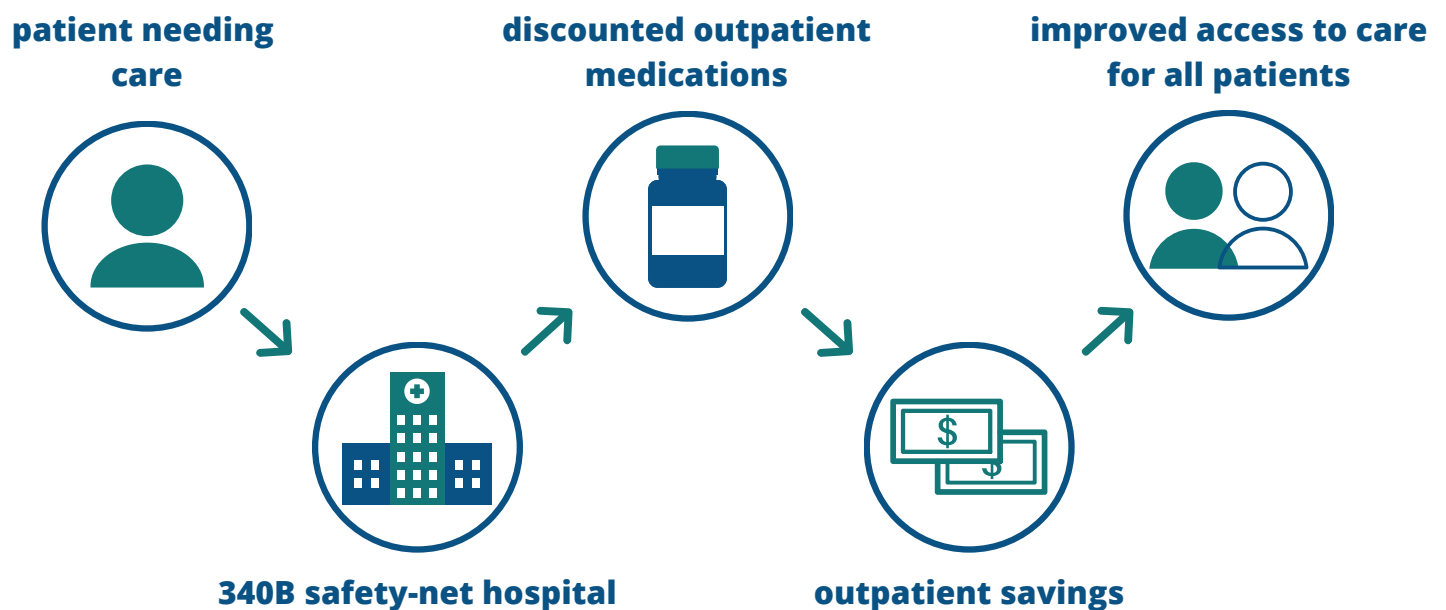 patient needing
care
340B safety-net hospital
discounted outpatient
medications
$
$
outpatient savings
improved access to care
for all patients